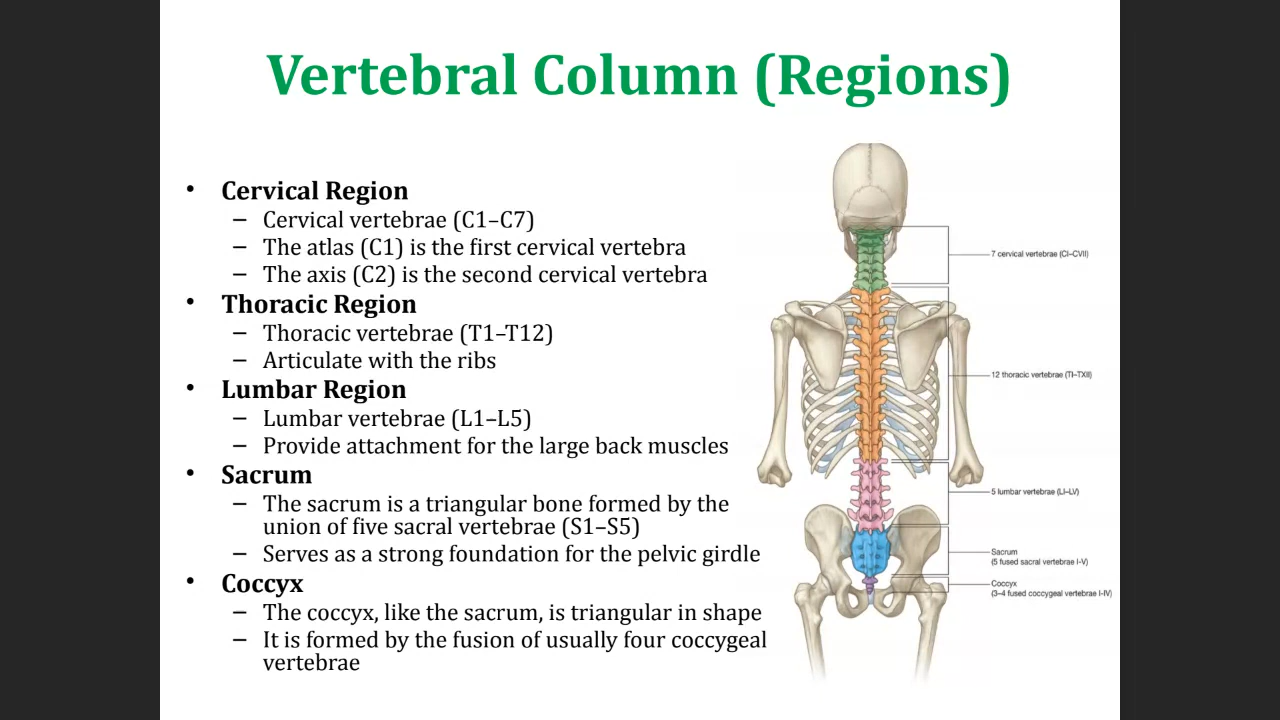 Vertebral Column (Regions)
• Cervical Region
– Cervical vertebrae (C1–C7)
– The atlas (C1) is the first cervical vertebra
– The axis (C2) is the second cervical vertebra
• Thoracic Region
– Thoracic vertebrae (T1–T12)
– Articulate with the ribs
• Lumbar Region
– Lumbar vertebrae (L1–L5)
– Provide attachment for the large back muscles
• Sacrum
– The sacrum is a triangular bone formed by the
union of five sacral vertebrae (S1–S5)
– Serves as a strong foundation for the pelvic girdle
• Coccyx
– The coccyx, like the sacrum, is triangular in shape
– It is formed by the fusion of usually four coccygeal
vertebrae
7 cervical vertebrae (CI–CVII)
12 thoracic vertebrae (TI–TXII)
5 lumbar vertebrae (LI–LV)
Sacrum
(5 fused sacral vertebrae I-V)
Coccyx
(3–4 fused coccygeal vertebrae I-IV)